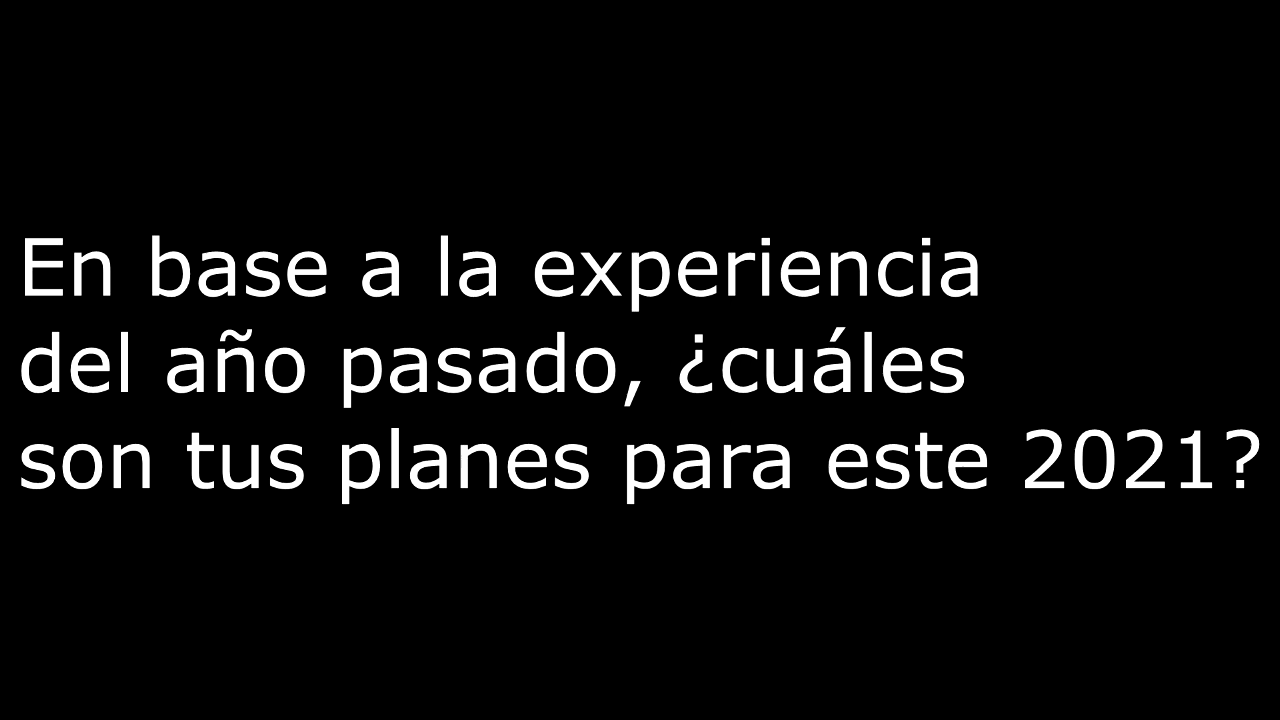 En base a la experiencia
del año pasado, ¿cuáles
son tus planes para este 2021?